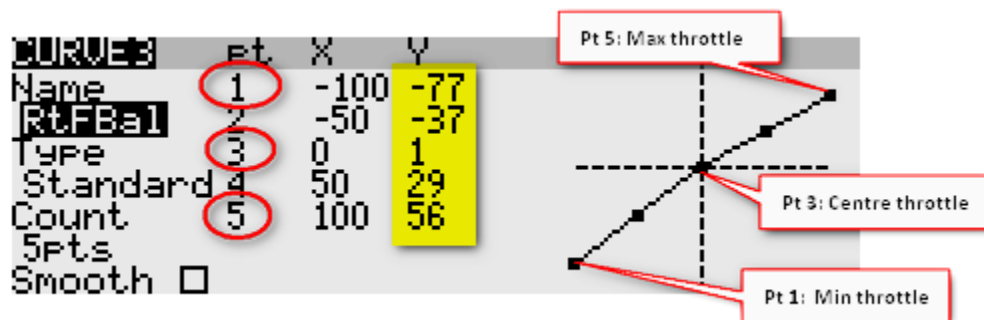 CURVE3 pt X Y
Name 1 -100 -77
RtFBal 2 -50 -37
Type 3 0 1
Standard 4 50 29
Count 5 100 56
5pts
Smooth
Pt 5: Max throttle
Pt 3: Centre throttle
Pt 1: Min throttle